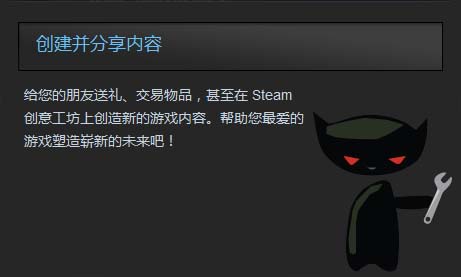 创建并分享内容
给您的朋友送礼、交易物品，甚至在 Steam
创意工坊上创造新的游戏内容。帮助您最爱的
游戏塑造崭新的未来吧！